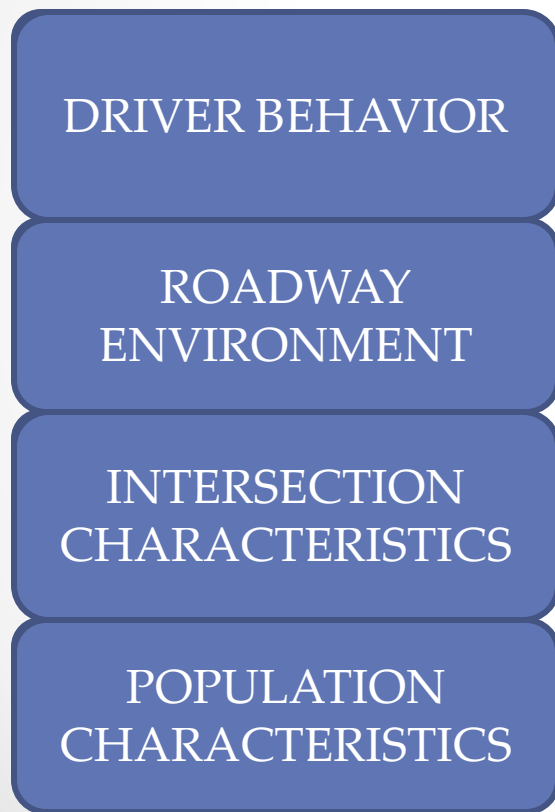 DRIVER BEHAVIOR
ROADWAY
ENVIRONMENT
INTERSECTION
CHARACTERISTICS
POPULATION
CHARACTERISTICS